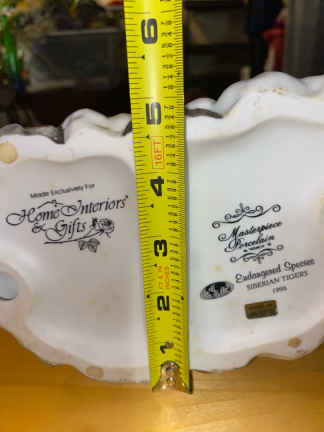 Made Exclusively For
Home Interiors'
& Gifts
6
5
16FT
4
3
2
1
Masterpiece
Porcelain
Endangered Species
SIBERIAN TIGERS
1996